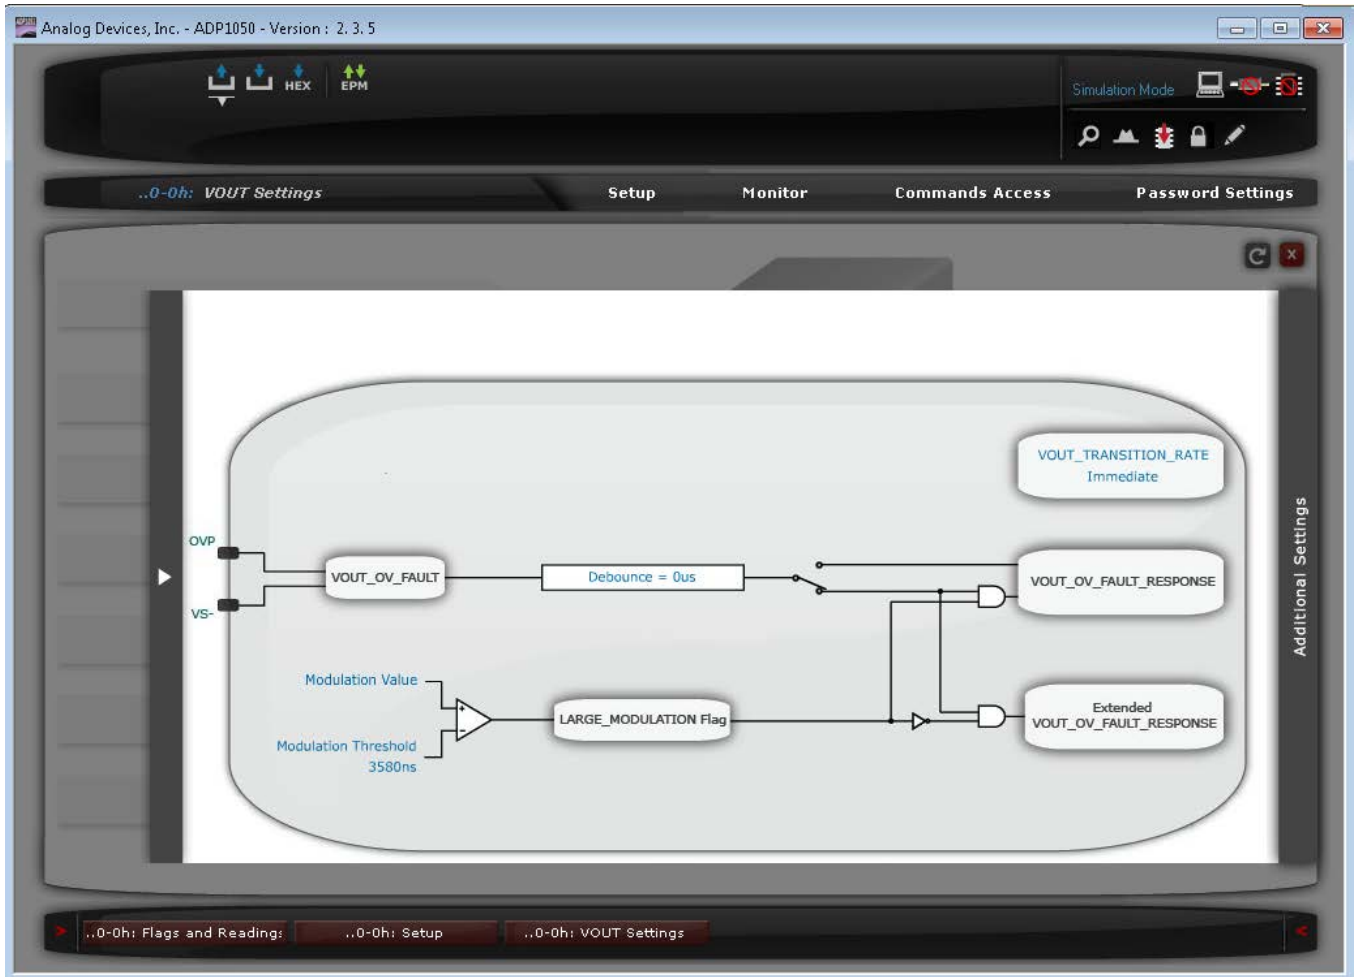 Analog Devices, Inc. - ADP1050 - Version : 2. 3. 5
HEX
EPM
Simulation Mode
..0-0h: VOUT Settings
Setup
Monitor
Commands Access
Password Settings
VOUT_TRANSITION_RATE
Immediate
OVP
VS-
VOUT_OV_FAULT
Debounce = 0us
VOUT_OV_FAULT_RESPONSE
Additional Settings
Modulation Value
+
-
Modulation Threshold
3580ns
LARGE_MODULATION Flag
Extended
VOUT_OV_FAULT_RESPONSE
..0-0h: Flags and Readings
..0-0h: Setup
..0-0h: VOUT Settings